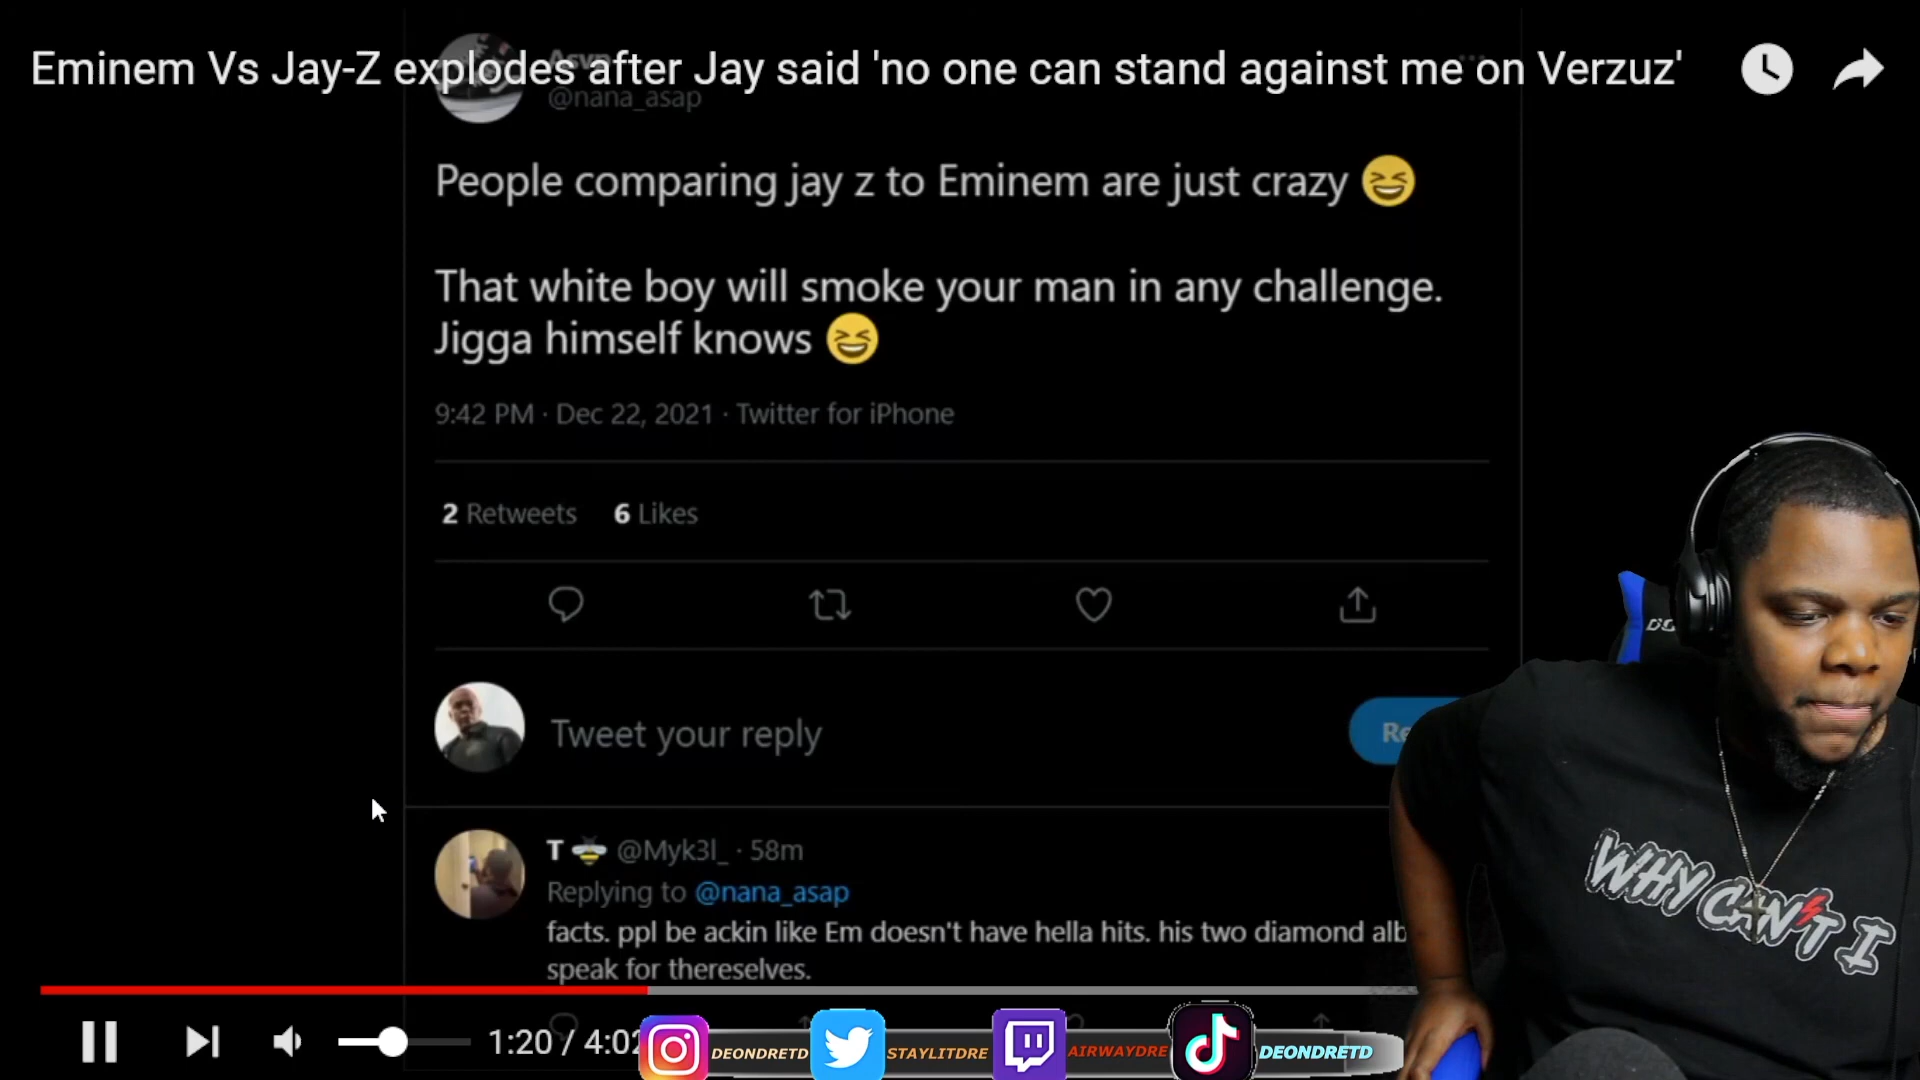 Eminem Vs Jay-Z explodes after Jay said 'no one can stand against me on Verzuz'
@nana_asap
People comparing jay z to Eminem are just crazy 😆
That white boy will smoke your man in any challenge.
Jigga himself knows 😆
9:42 PM · Dec 22, 2021 · Twitter for iPhone
2 Retweets 6 Likes
Tweet your reply
Re
T 🐝 @Myk3l_ · 58m
Replying to @nana_asap
facts. ppl be ackin like Em doesn't have hella hits. his two diamond alb
speak for thereselves.
WHY CAN'T I
1:20 / 4:02
DEONDRETD STAYLITDRE AIRWAYDRE DEONDRETD